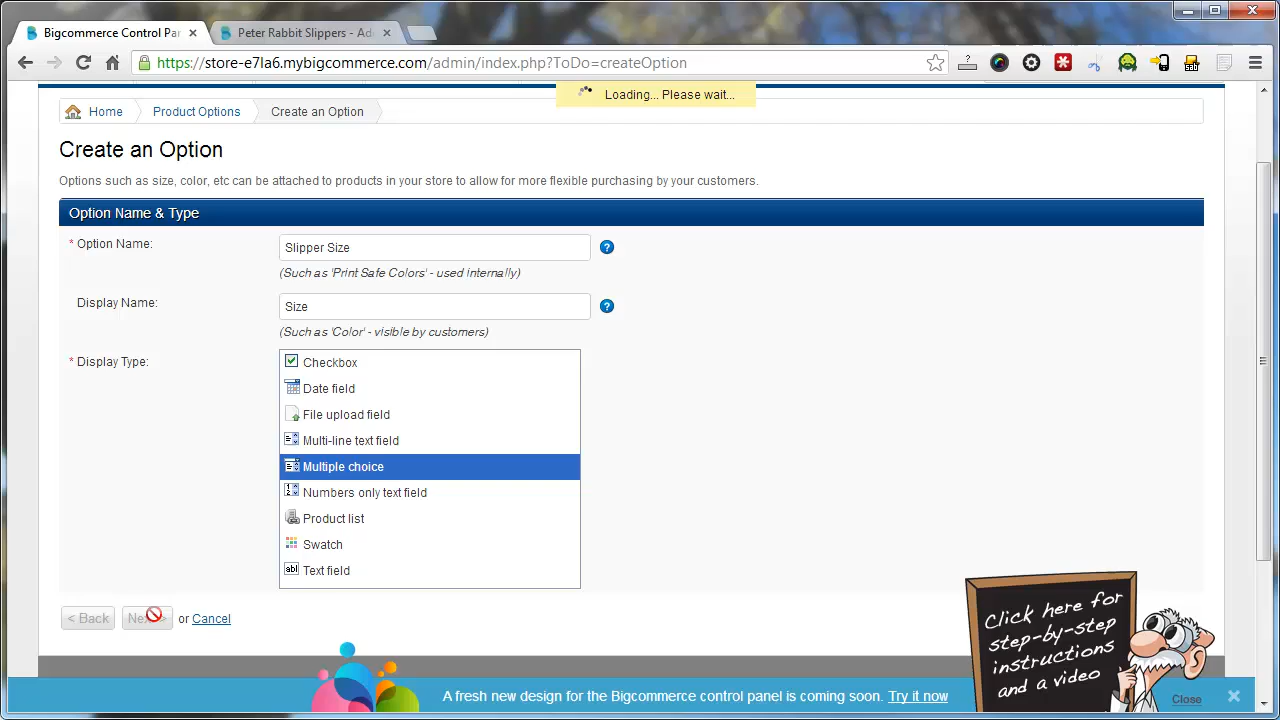 Bigcommerce Control Par
Peter Rabbit Slippers - Ad
https://store-e7la6.mybigcommerce.com/admin/index.php?ToDo=createOption
Loading... Please wait...
Home
Product Options
Create an Option
Create an Option
Options such as size, color, etc can be attached to products in your store to allow for more flexible purchasing by your customers.
Option Name & Type
* Option Name:
Slipper Size
(Such as 'Print Safe Colors' - used internally)
Display Name:
Size
(Such as 'Color' - visible by customers)
* Display Type:
Checkbox
Date field
File upload field
Multi-line text field
Multiple choice
Numbers only text field
Product list
Swatch
abl Text field
< Back
or Cancel
Click here for
step-by-step
instructions
and a video
A fresh new design for the Bigcommerce control panel is coming soon. Try it now
Close